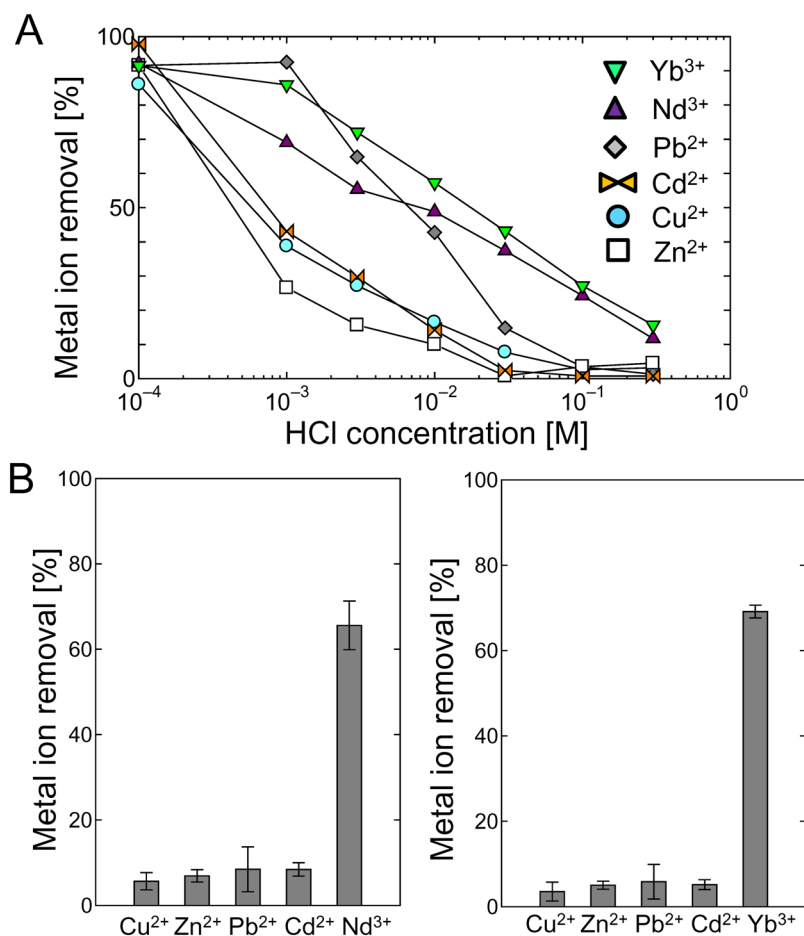 A
Metal ion removal [%]
100
50
0
10⁻⁴ 10⁻³ 10⁻² 10⁻¹ 10⁰
HCl concentration [M]
Yb³⁺
Nd³⁺
Pb²⁺
Cd²⁺
Cu²⁺
Zn²⁺
B
Metal ion removal [%]
100
80
60
40
20
0
Cu²⁺ Zn²⁺ Pb²⁺ Cd²⁺ Nd³⁺
Metal ion removal [%]
100
80
60
40
20
0
Cu²⁺ Zn²⁺ Pb²⁺ Cd²⁺ Yb³⁺